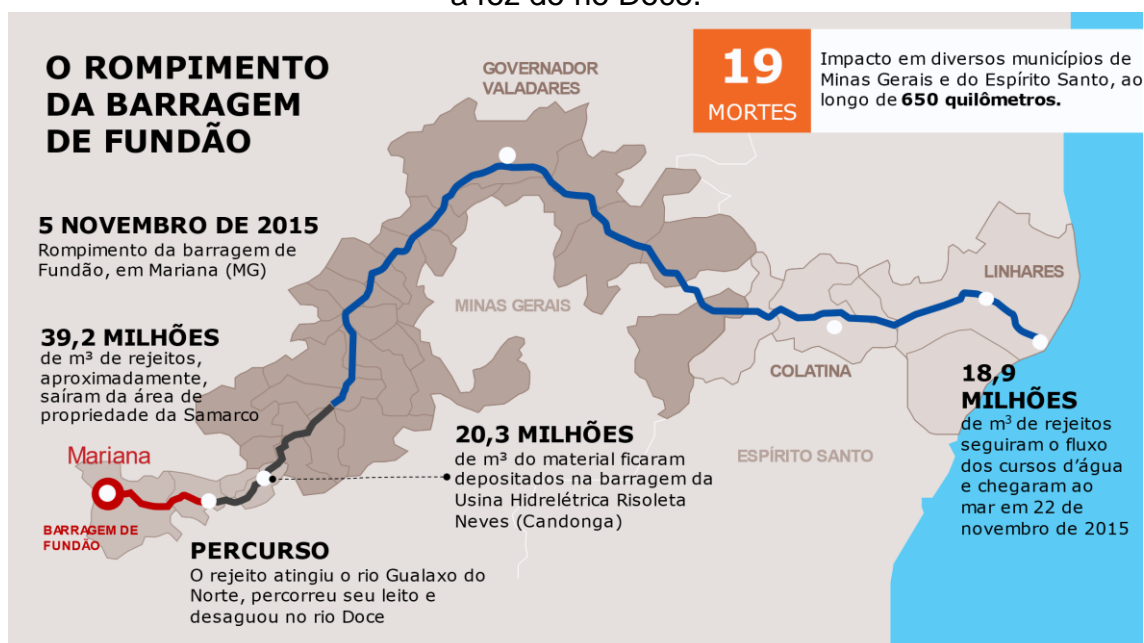 a foz do rio Doce.
O ROMPIMENTO
DA BARRAGEM
DE FUNDÃO
GOVERNADOR
VALADARES
19
MORTES
Impacto em diversos municípios de
Minas Gerais e do Espírito Santo, ao
longo de 650 quilômetros.
5 NOVEMBRO DE 2015
Rompimento da barragem de
Fundão, em Mariana (MG)
MINAS GERAIS
LINHARES
39,2 MILHÕES
de m³ de rejeitos,
aproximadamente,
saíram da área de
propriedade da Samarco
COLATINA
18,9
MILHÕES
de m³ de rejeitos
seguiram o fluxo
dos cursos d'água
e chegaram ao
mar em 22 de
novembro de 2015
Mariana
BARRAGEM DE
FUNDÃO
20,3 MILHÕES
de m³ do material ficaram
depositados na barragem da
Usina Hidrelétrica Risoleta
Neves (Candonga)
ESPÍRITO SANTO
PERCURSO
O rejeito atingiu o rio Gualaxo do
Norte, percorreu seu leito e
desaguou no rio Doce